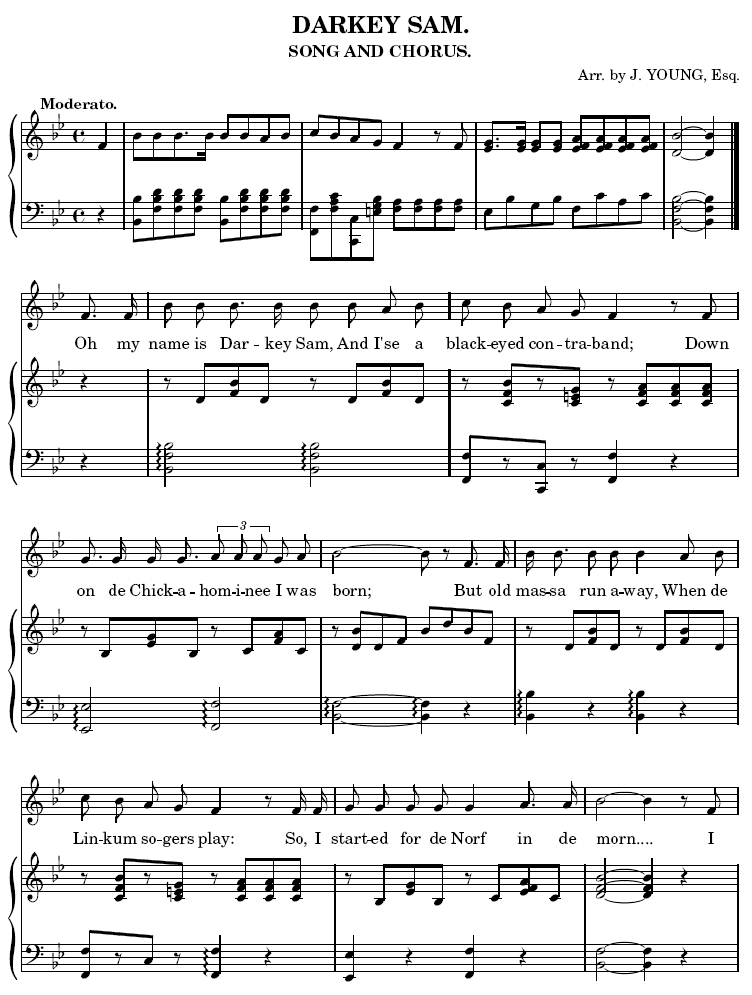 DARKEY SAM.
SONG AND CHORUS.
Arr. by J. YOUNG, Esq.
Moderato.
Oh my name is Dar - key Sam, And I'se a black-eyed con-tra-band; Down
3
on de Chick-a-hom-i-nee I was born; But old mas-sa run a-way, When de
Lin-kum so-gers play: So, I start-ed for de Norf in de morn.... I